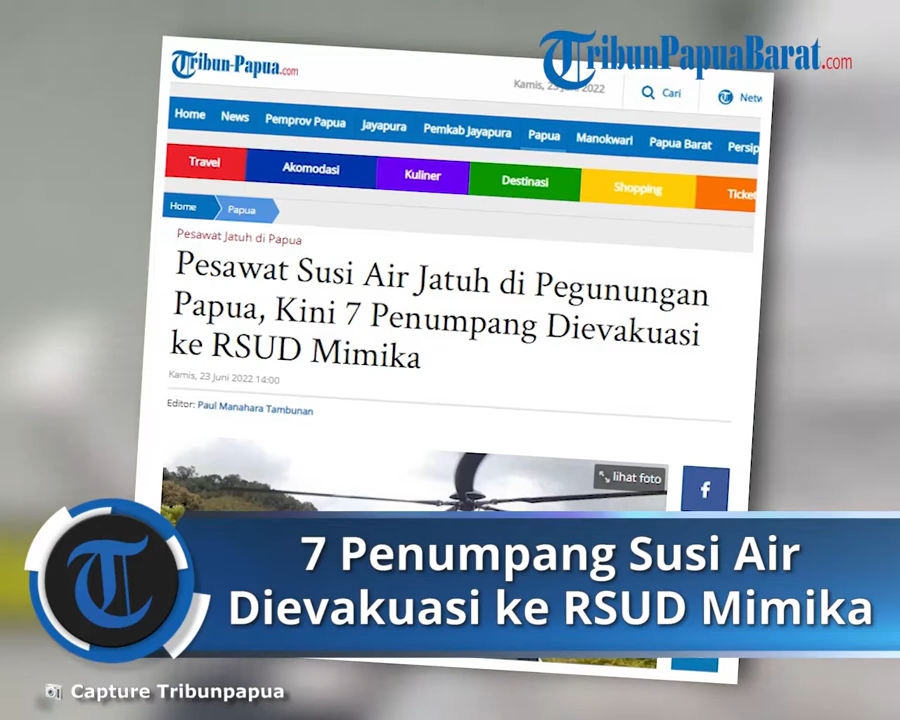 TribunPapuaBarat.com
Tribun-Papua.com
Kamis, 23 Juni 2022
Cari
Netw
Home News Pemprov Papua Jayapura Pemkab Jayapura Papua Manokwari Papua Barat Persip
Travel Akomodasi Kuliner Destinasi Shopping Ticket
Home Papua
Pesawat Jatuh di Papua
Pesawat Susi Air Jatuh di Pegunungan
Papua, Kini 7 Penumpang Dievakuasi
ke RSUD Mimika
Kamis, 23 Juni 2022 14:00
Editor: Paul Manahara Tambunan
lihat foto
f
7 Penumpang Susi Air
Dievakuasi ke RSUD Mimika
T
Capture Tribunpapua